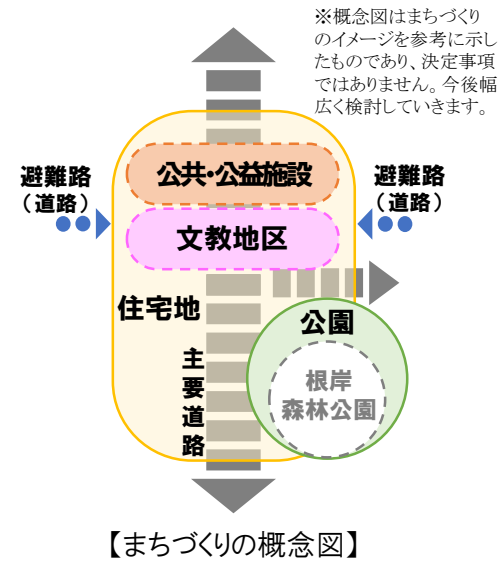 ※概念図はまちづくり
のイメージを参考に示し
たものであり、決定事項
ではありません。今後幅
広く検討していきます。
公共・公益施設
避難路
（道路）
避難路
（道路）
文教地区
住宅地
公園
主要道路
根岸
森林公園
【まちづくりの概念図】